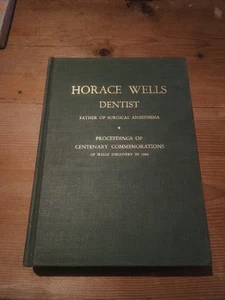 HORACE WELLS
DENTIST
FATHER OF SURGICAL ANESTHESIA
PROCEEDINGS OF
CENTENARY COMMEMORATIONS
OF WELLS' DISCOVERY IN 1844